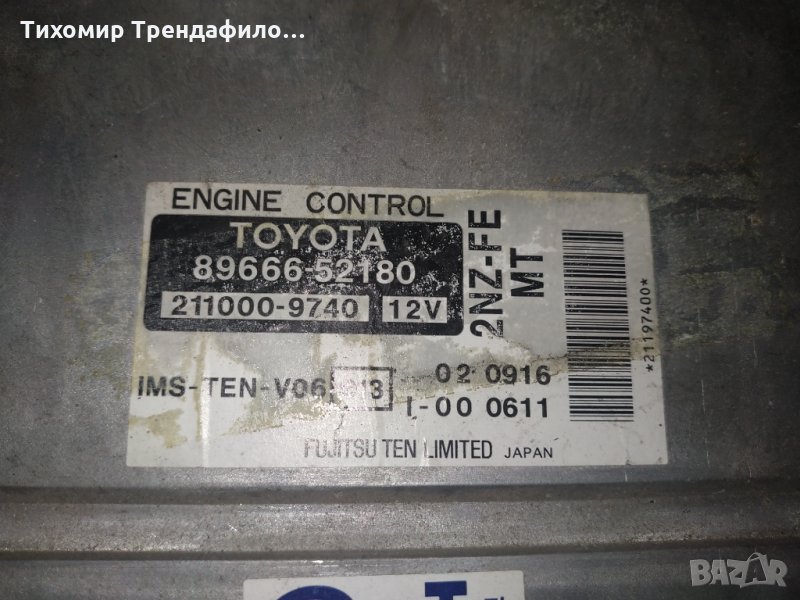 Тихомир Трендафило...
ENGINE CONTROL
TOYOTA
89666-52180
211000-9740 12V
2NZ-FE
MT
IMS-TEN-V06
02 0916
I-00 0611
FUJITSU TEN LIMITED JAPAN
*21197400*
BAZAR